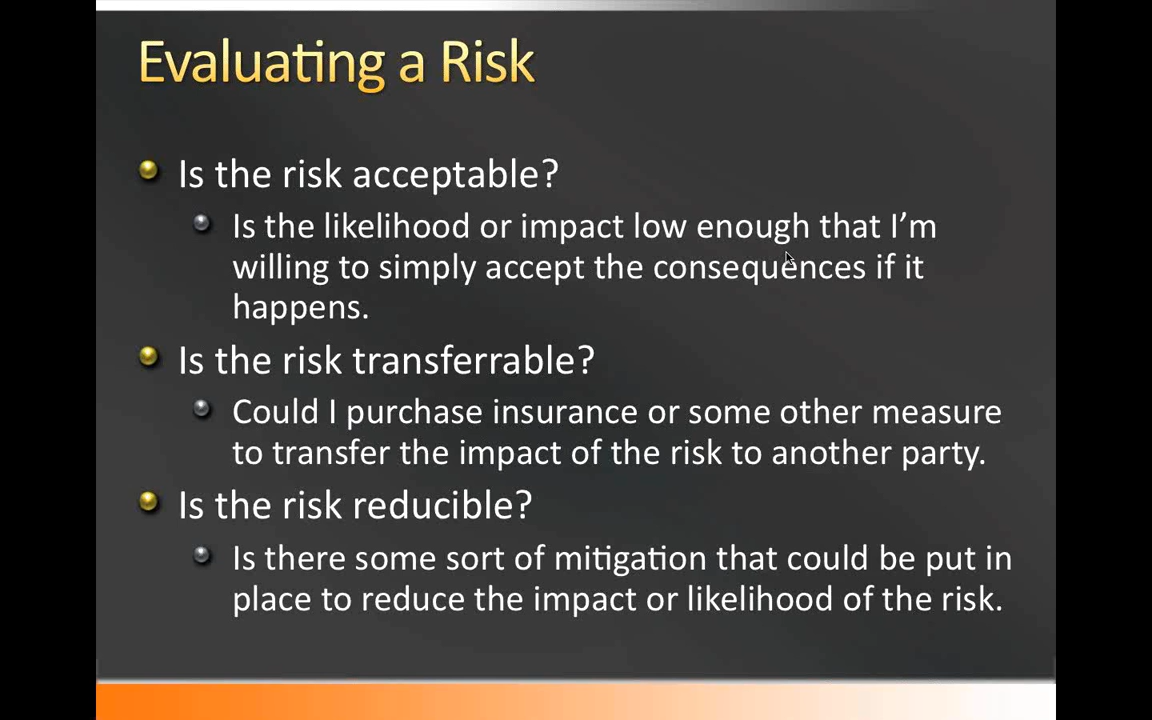 Evaluating a Risk
Is the risk acceptable?
Is the likelihood or impact low enough that I’m
willing to simply accept the consequences if it
happens.
Is the risk transferrable?
Could I purchase insurance or some other measure
to transfer the impact of the risk to another party.
Is the risk reducible?
Is there some sort of mitigation that could be put in
place to reduce the impact or likelihood of the risk.